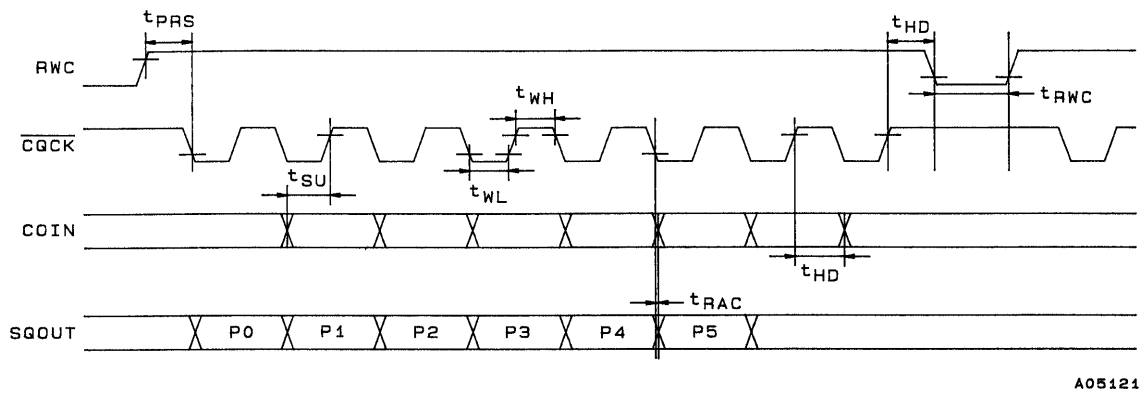 tPRS
tHD
RWC
tRWC
tWH
CQCK
tSU
tWL
COIN
tHD
tRAC
SQOUT P0 P1 P2 P3 P4 P5
A05121